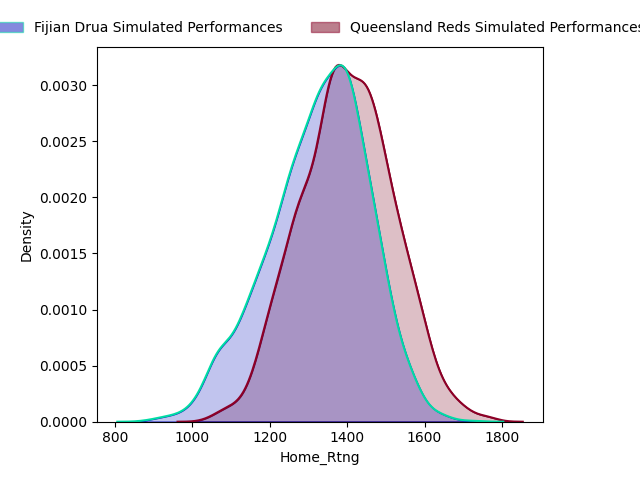 Fijian Drua Simulated Performances
Queensland Reds Simulated Performances
0.0030
0.0025
0.0020
0.0015
0.0010
0.0005
0.0000
Density
800 1000 1200 1400 1600 1800
Home_Rtng